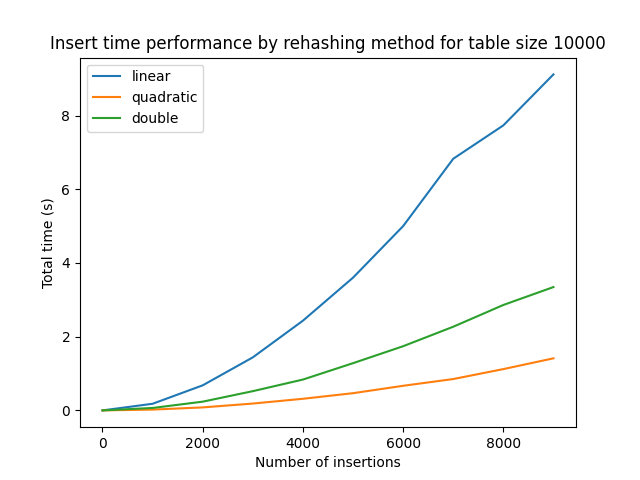 Insert time performance by rehashing method for table size 10000
linear
quadratic
double
Total time (s)
8
6
4
2
0
0 2000 4000 6000 8000
Number of insertions